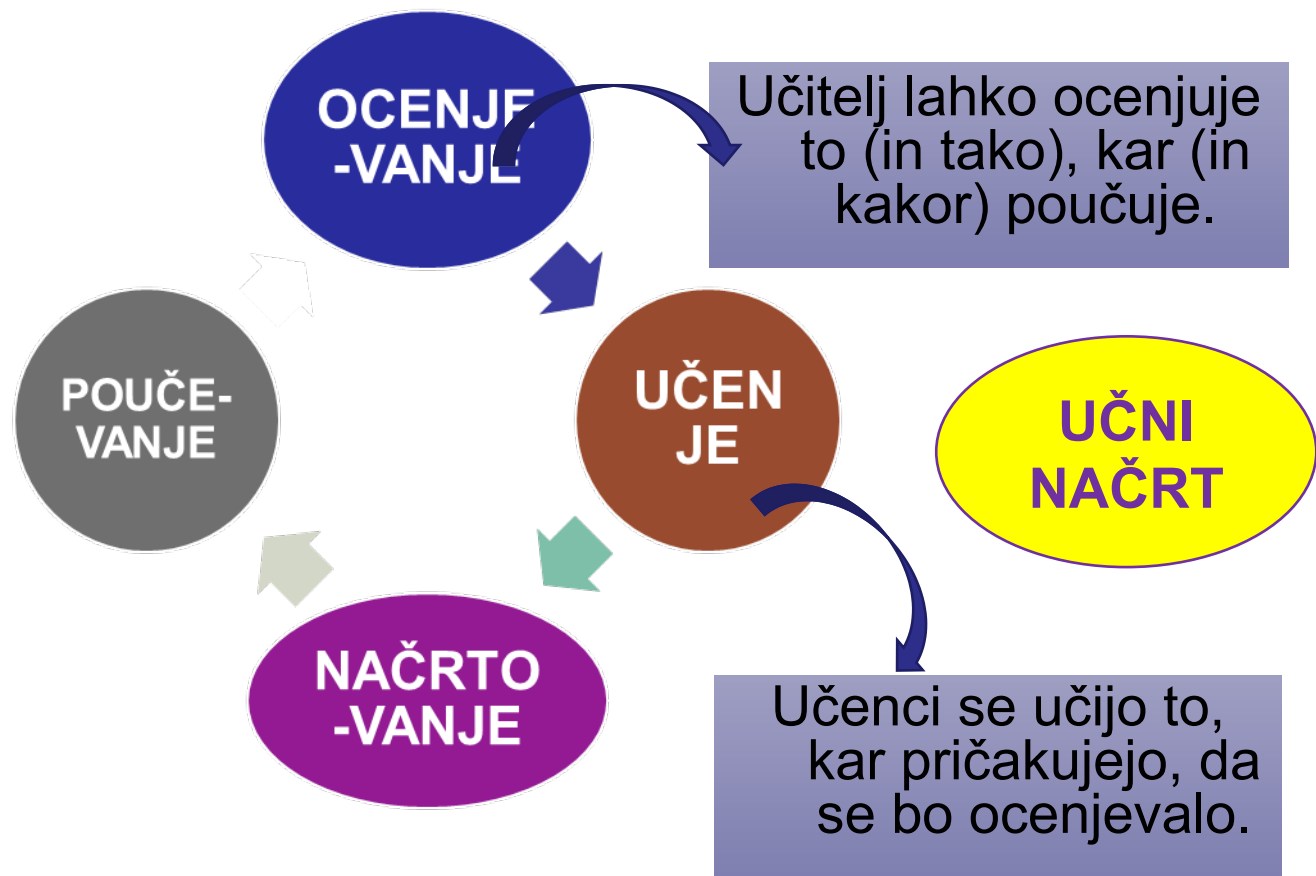 OCENJE
-VANJE
Učitelj lahko ocenjuje
to (in tako), kar (in
kakor) poučuje.
POUČE-
VANJE
UČEN
JE
UČNI
NAČRT
NAČRTO
-VANJE
Učenci se učijo to,
kar pričakujejo, da
se bo ocenjevalo.